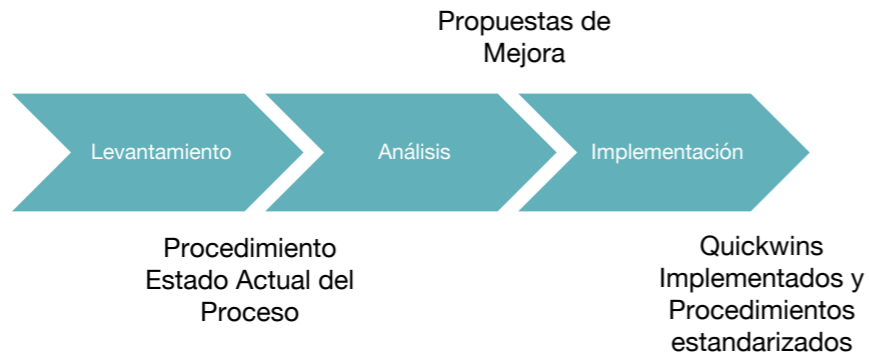 Propuestas de
Mejora
Levantamiento
Análisis
Implementación
Procedimiento
Estado Actual del
Proceso
Quickwins
Implementados y
Procedimientos
estandarizados